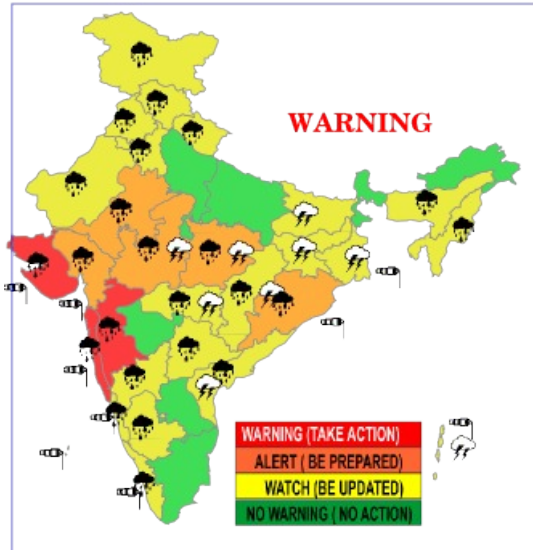 WARNING
WARNING (TAKE ACTION)
ALERT ( BE PREPARED)
WATCH (BE UPDATED)
NO WARNING ( NO ACTION)